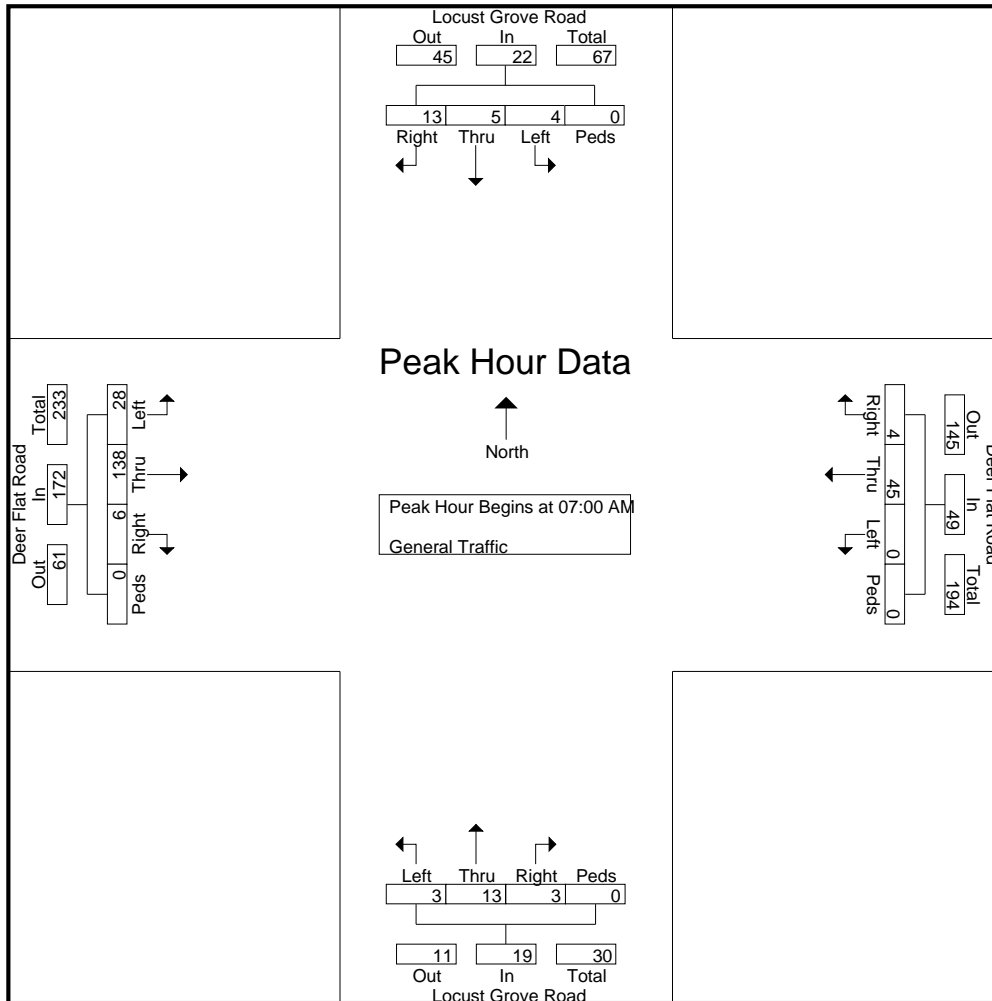 Locust Grove Road
Out In Total
45 22 67
13 5 4 0
Right Thru Left Peds
Peak Hour Data
North
Peak Hour Begins at 07:00 AM
General Traffic
Deer Flat Road
Out In Total
61 172 233
28 138 6 0
Left Thru Right Peds
Deer Flat Road
Out In Total
145 49 194
4 45 0 0
Right Thru Left Peds
Left Thru Right Peds
3 13 3 0
11 19 30
Out In Total
Locust Grove Road